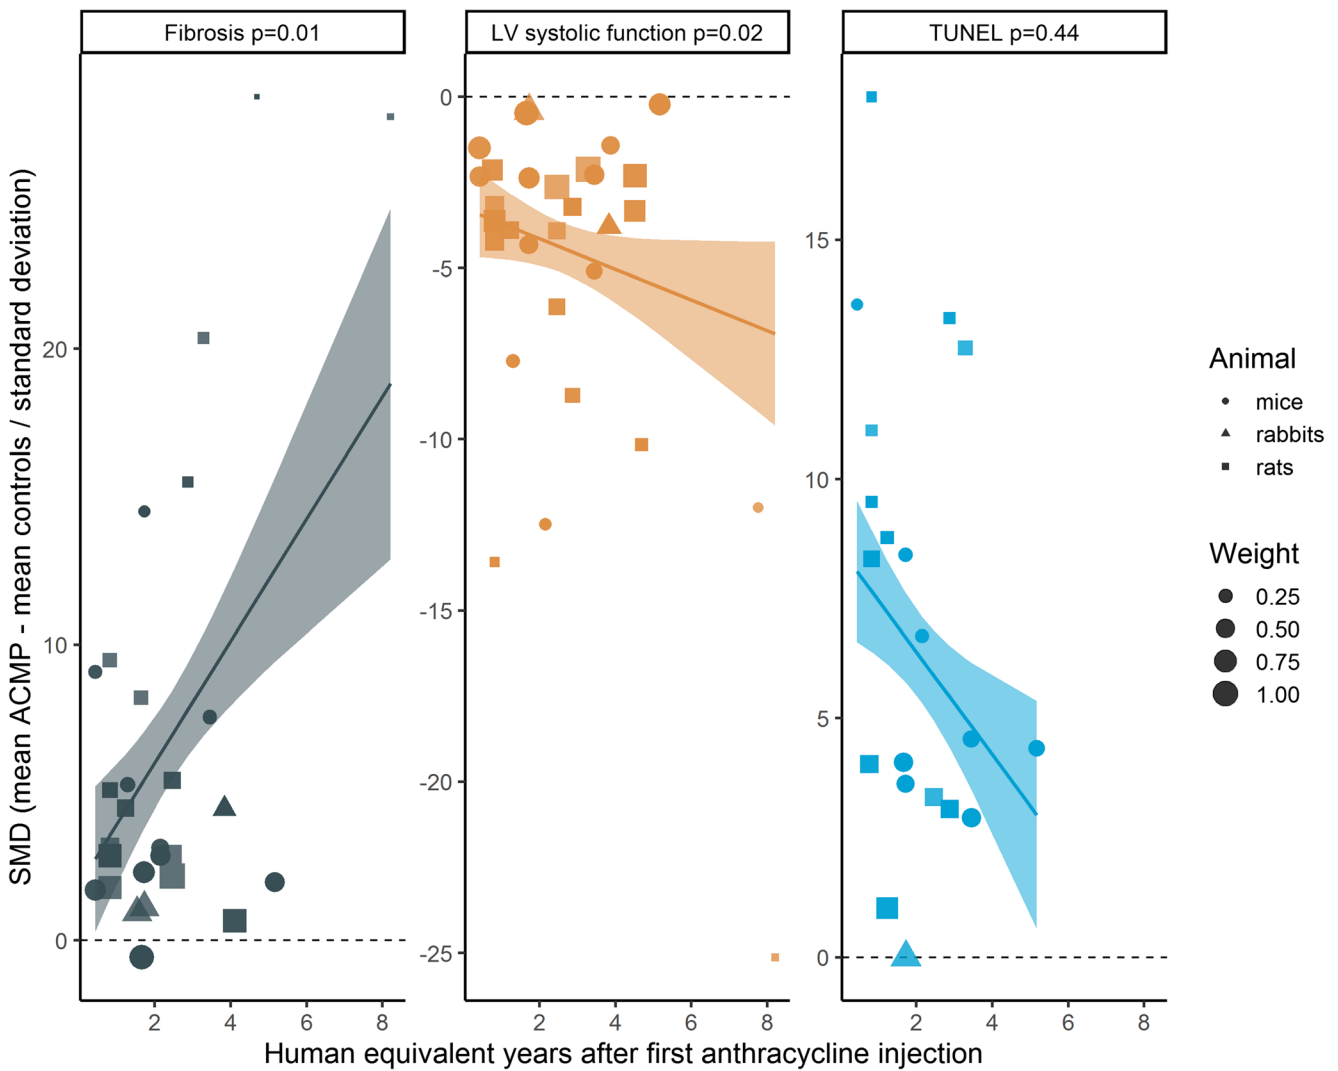 Fibrosis p=0.01
LV systolic function p=0.02
TUNEL p=0.44
SMD (mean ACMP - mean controls / standard deviation)
20
10
0
0
-5
-10
-15
-20
-25
15
10
5
0
2 4 6 8
2 4 6 8
2 4 6 8
Human equivalent years after first anthracycline injection
Animal
mice
rabbits
rats
Weight
0.25
0.50
0.75
1.00